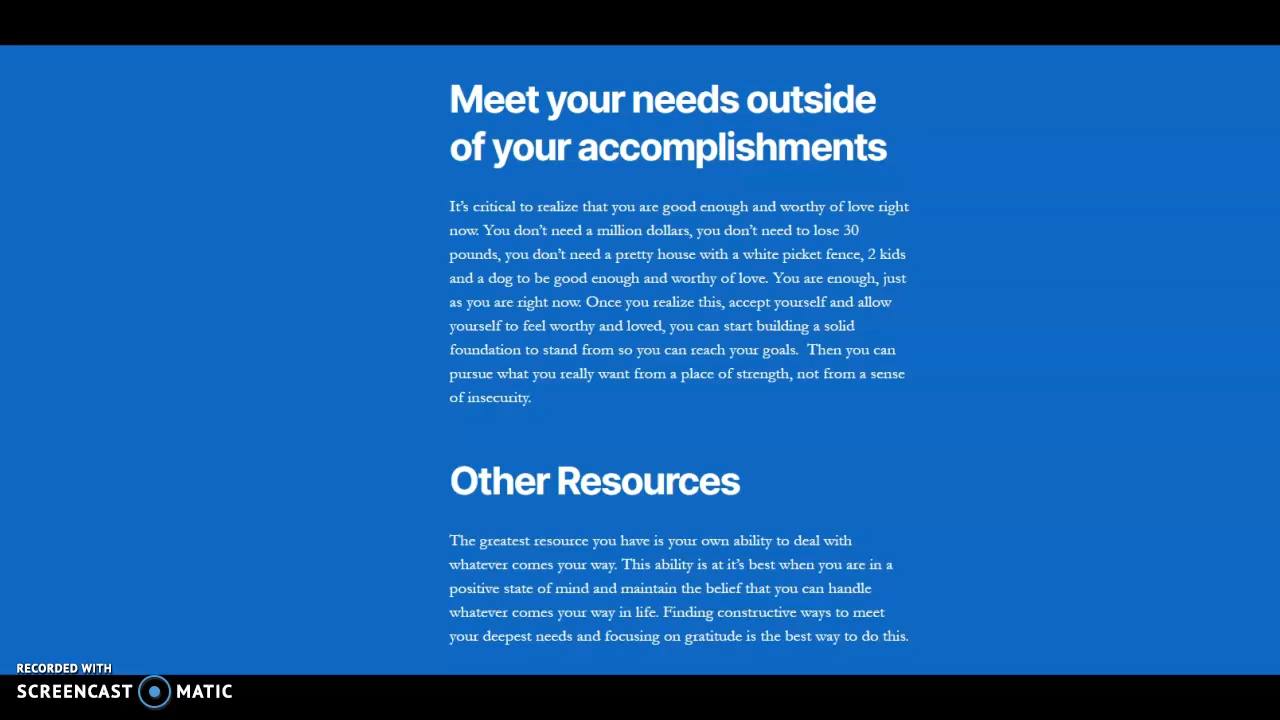 Meet your needs outside
of your accomplishments
It’s critical to realize that you are good enough and worthy of love right
now. You don’t need a million dollars, you don’t need to lose 30
pounds, you don’t need a pretty house with a white picket fence, 2 kids
and a dog to be good enough and worthy of love. You are enough, just
as you are right now. Once you realize this, accept yourself and allow
yourself to feel worthy and loved, you can start building a solid
foundation to stand from so you can reach your goals.  Then you can
pursue what you really want from a place of strength, not from a sense
of insecurity.
Other Resources
The greatest resource you have is your own ability to deal with
whatever comes your way. This ability is at it’s best when you are in a
positive state of mind and maintain the belief that you can handle
whatever comes your way in life. Finding constructive ways to meet
your deepest needs and focusing on gratitude is the best way to do this.
RECORDED WITH
SCREENCAST MATIC